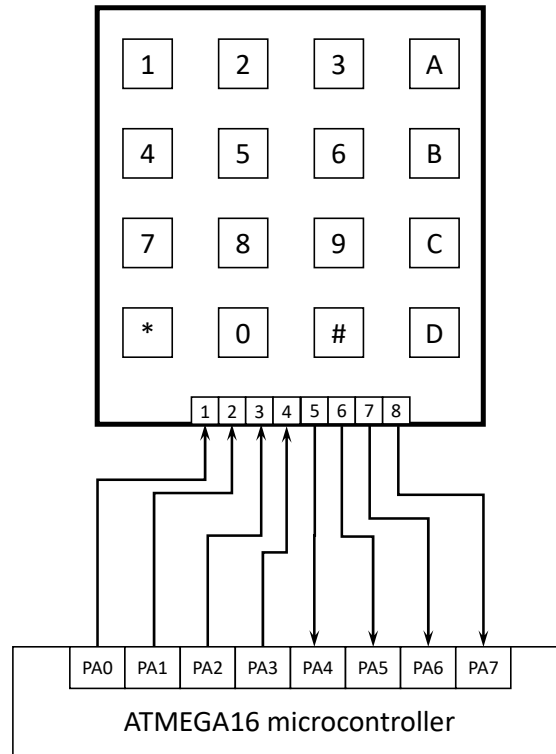 1 2 3 A
4 5 6 B
7 8 9 C
* 0 # D
1 2 3 4 5 6 7 8
PA0 PA1 PA2 PA3 PA4 PA5 PA6 PA7
ATMEGA16 microcontroller